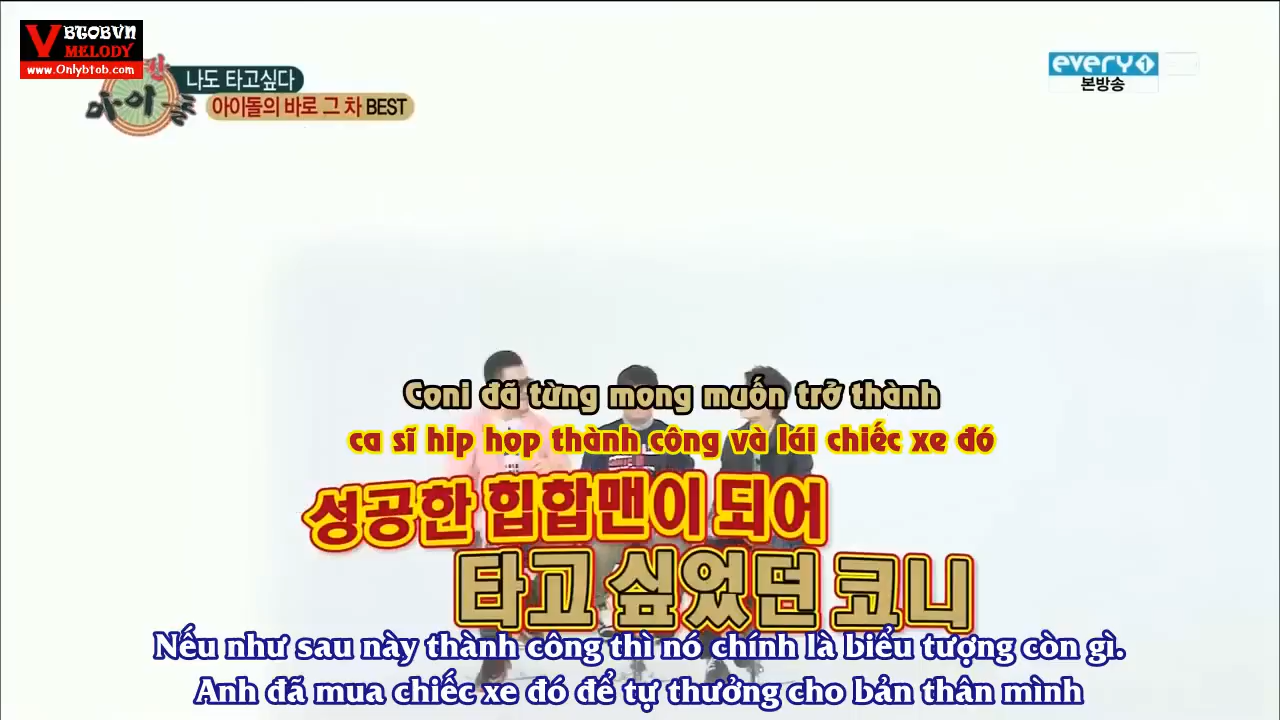 V BTOBVN
MELODY
www.Onlybtob.com
아이돌
나도 타고싶다
아이돌의 바로 그 차 BEST
every1
본방송
Coni đã từng mong muốn trở thành
ca sĩ hip hop thành công và lái chiếc xe đó
성공한 힙합맨이 되어
타고 싶었던 코니
Nếu như sau này thành công thì nó chính là biểu tượng còn gì.
Anh đã mua chiếc xe đó để tự thưởng cho bản thân mình